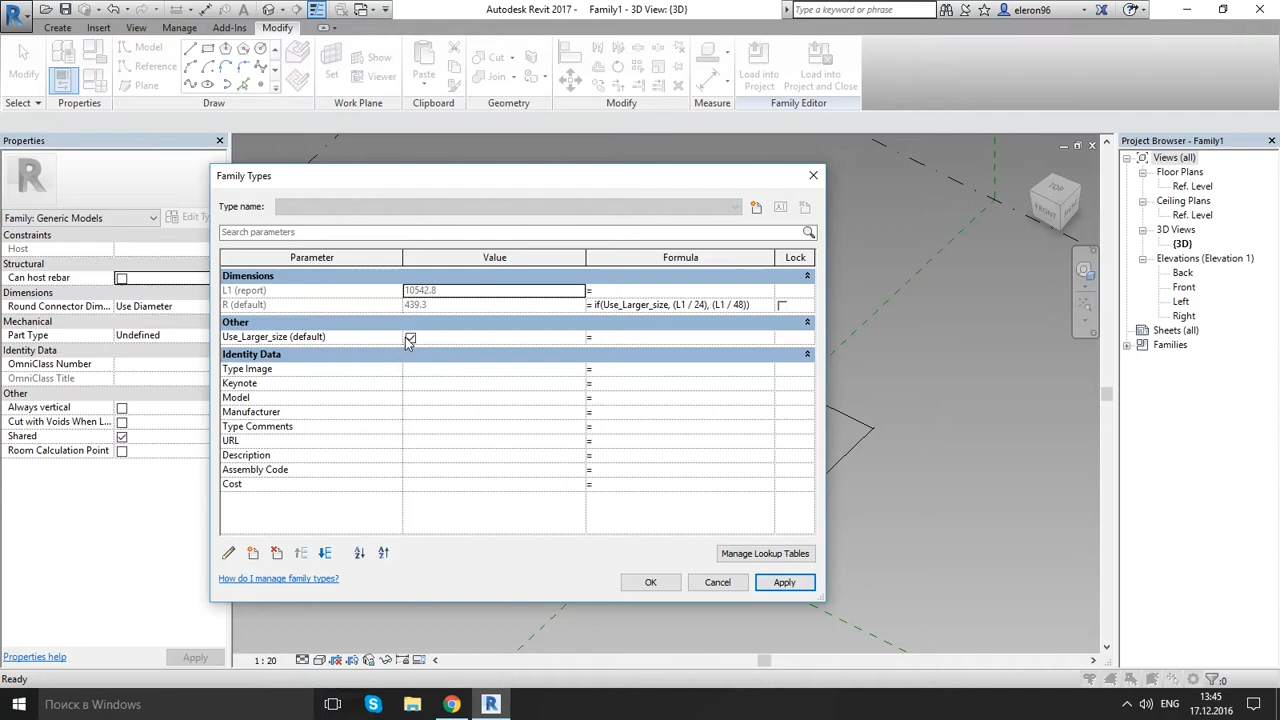 Autodesk Revit 2017 - Family1 - 3D View: {3D}
Type a keyword or phrase
eleron96
Create
Insert
View
Manage
Add-Ins
Modify
Modify
Model
Reference
Plane
Set
Show
Viewer
Paste
Cut
Join
Load into
Project
Load into
Project and Close
Select
Properties
Draw
Work Plane
Clipboard
Geometry
Modify
Measure
Family Editor
Properties
Family: Generic Models
Edit Ty
Constraints
Host
Structural
Can host rebar
Dimensions
Round Connector Dim...
Use Diameter
Mechanical
Part Type
Undefined
Identity Data
OmniClass Number
OmniClass Title
Other
Always vertical
Cut with Voids When L...
Shared
Room Calculation Point
Properties help
Apply
Family Types
Type name:
Search parameters
Parameter Value Formula Lock
Dimensions
L1 (report) 10542.8 =
R (default) 439.3 = if(Use_Larger_size, (L1 / 24), (L1 / 48))
Other
Use_Larger_size (default) =
Identity Data
Type Image =
Keynote =
Model =
Manufacturer =
Type Comments =
URL =
Description =
Assembly Code =
Cost =
Manage Lookup Tables
How do I manage family types?
OK Cancel Apply
TOP
FRONT
Project Browser - Family1
Views (all)
Floor Plans
Ref. Level
Ceiling Plans
Ref. Level
3D Views
{3D}
Elevations (Elevation 1)
Back
Front
Left
Right
Sheets (all)
Families
1 : 20
Ready
:0
Поиск в Windows
ENG
13:45
17.12.2016